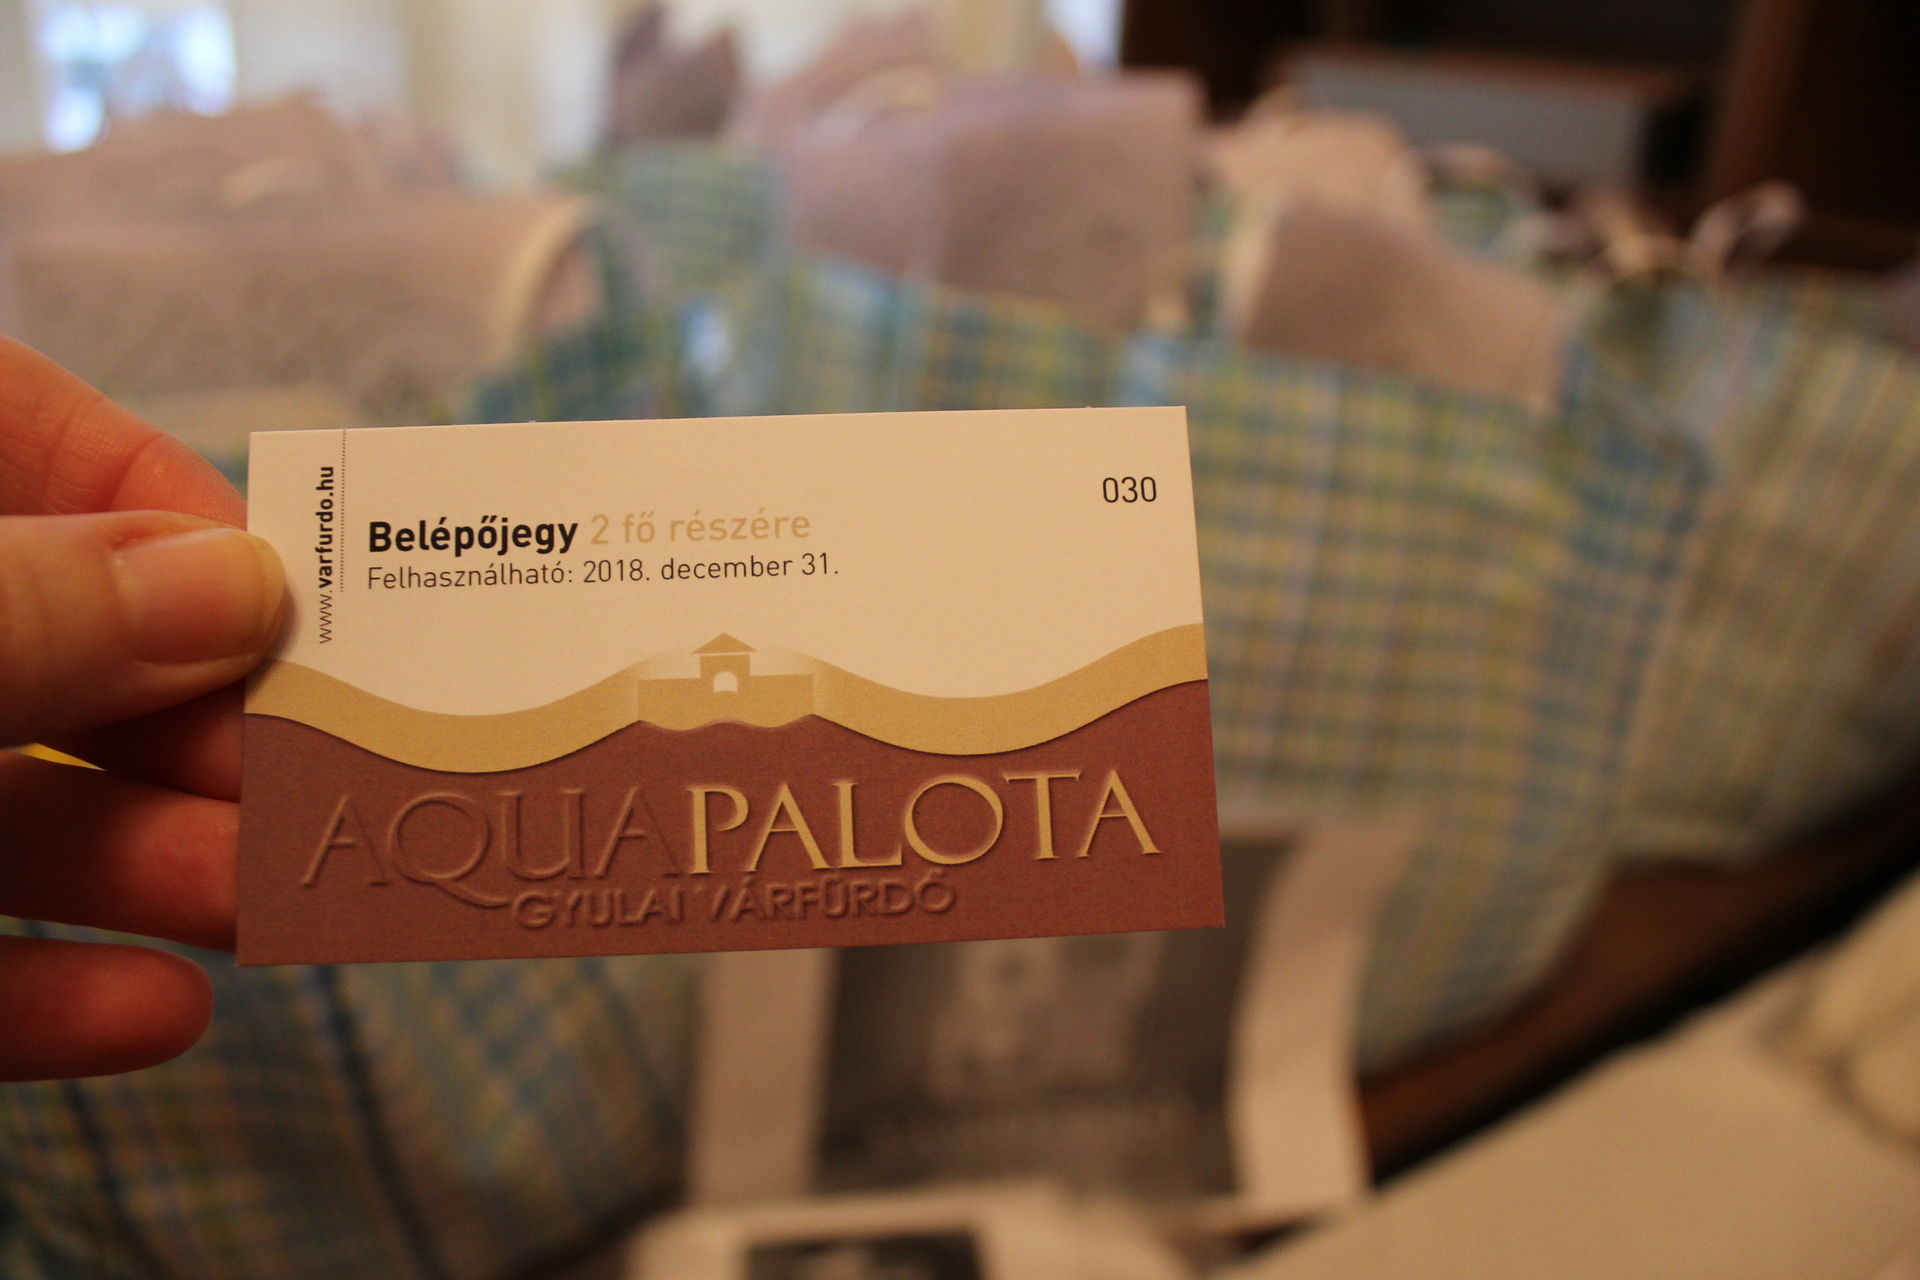 www.varfurdo.hu
030
Belépőjegy 2 fő részére
Felhasználható: 2018. december 31.
AQUAPALOTA
GYULAI VÁRFÜRDŐ